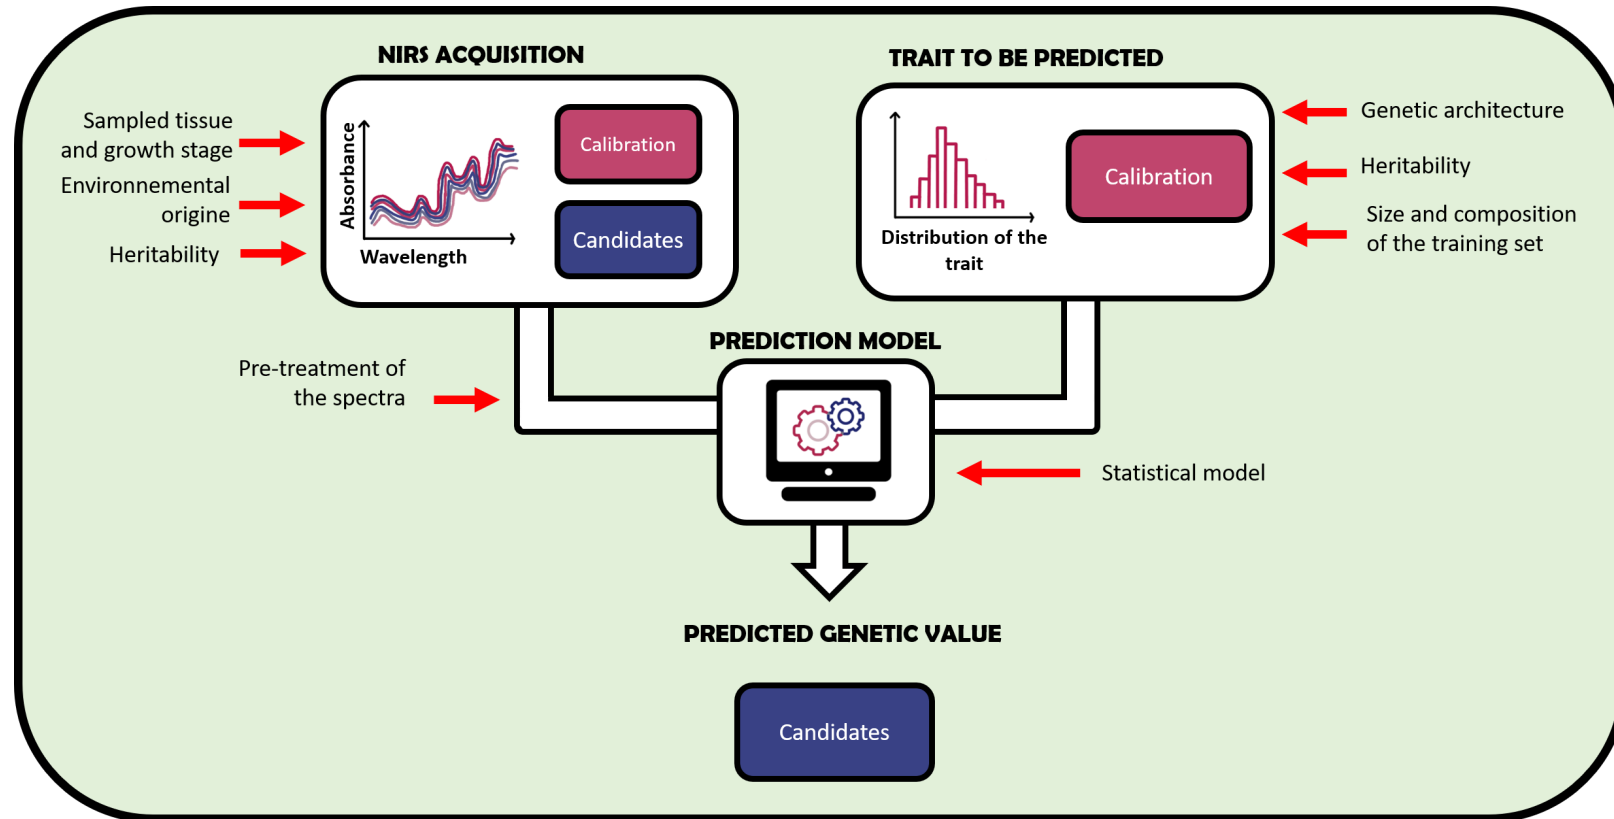 NIRS ACQUISITION
Sampled tissue
and growth stage
Environnemental
origine
Heritability
Absorbance
Wavelength
Calibration
Candidates
TRAIT TO BE PREDICTED
Distribution of the
trait
Calibration
Genetic architecture
Heritability
Size and composition
of the training set
Pre-treatment of
the spectra
PREDICTION MODEL
Statistical model
PREDICTED GENETIC VALUE
Candidates